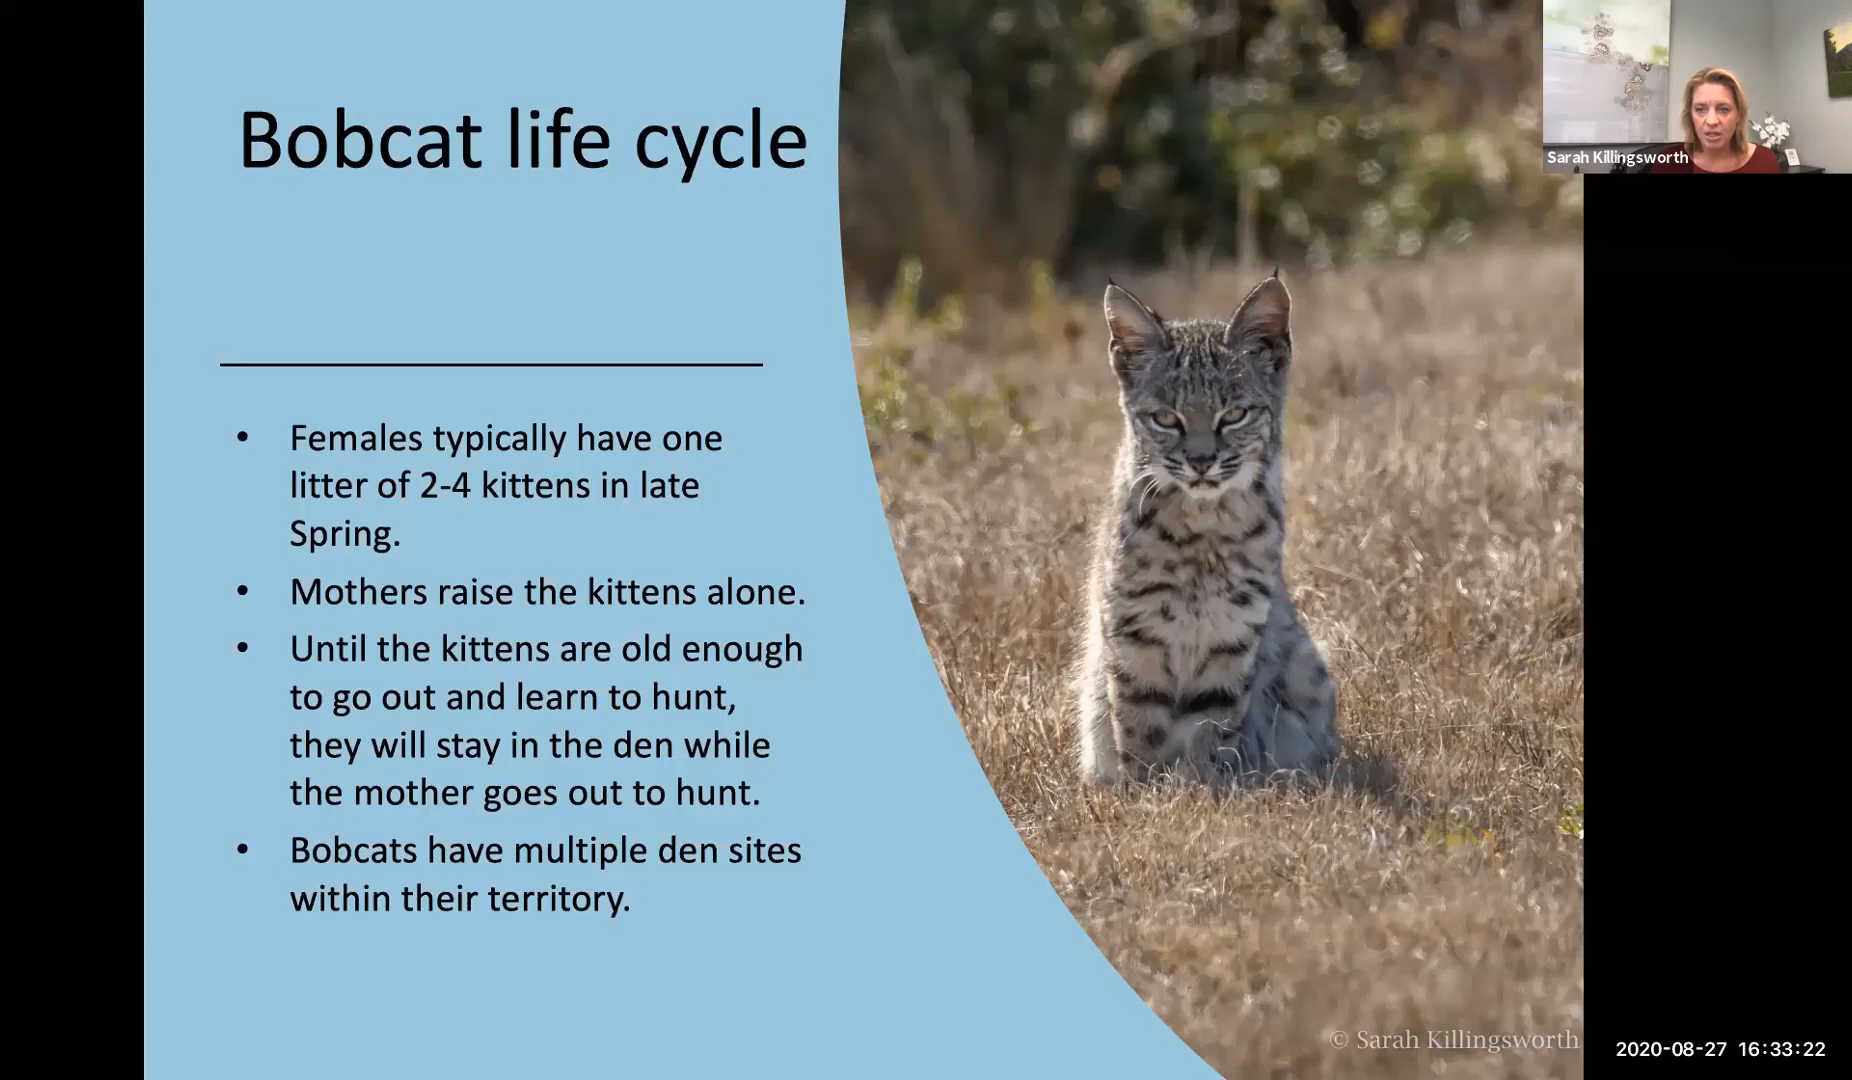 Bobcat life cycle
• Females typically have one
litter of 2-4 kittens in late
Spring.
• Mothers raise the kittens alone.
• Until the kittens are old enough
to go out and learn to hunt,
they will stay in the den while
the mother goes out to hunt.
• Bobcats have multiple den sites
within their territory.
Sarah Killingsworth
© Sarah Killingsworth
2020-08-27 16:33:22